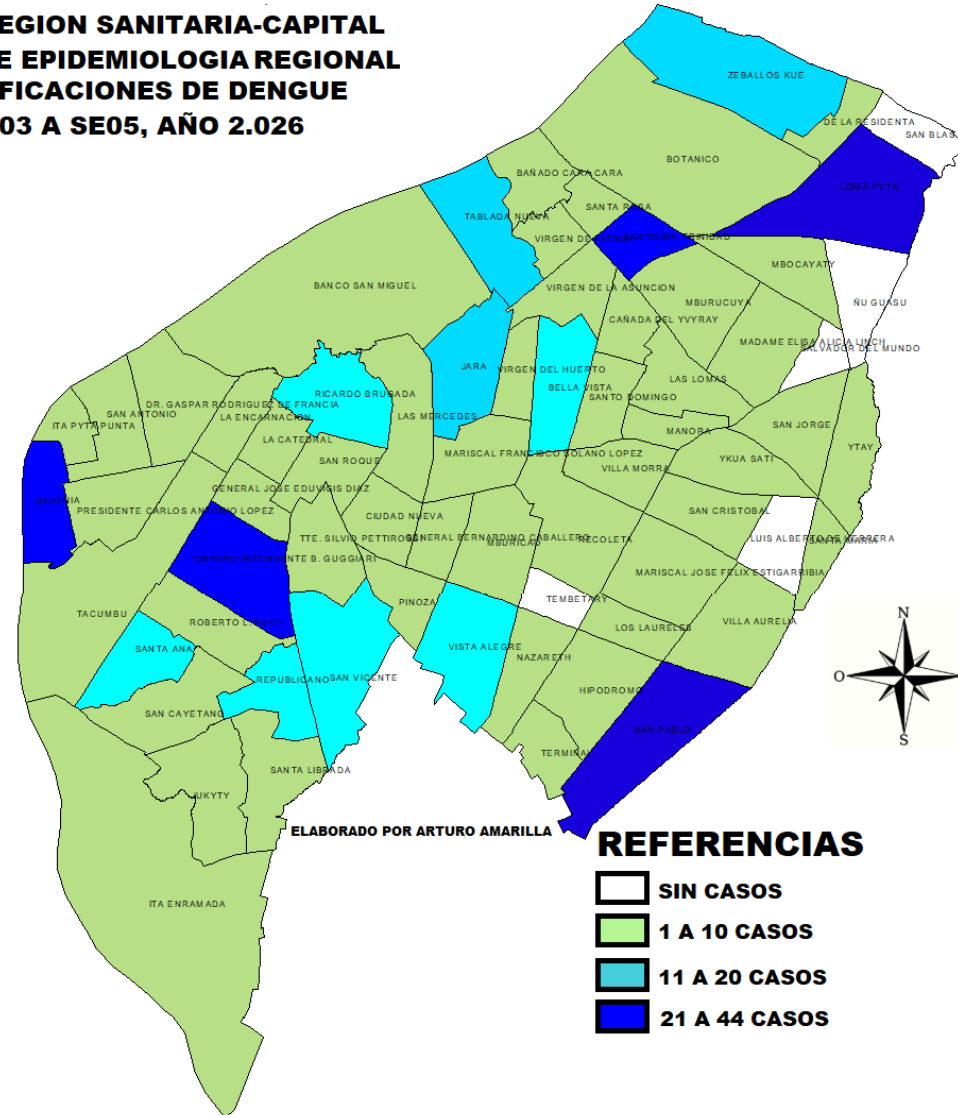 EGION SANITARIA-CAPITAL
E EPIDEMIOLOGIA REGIONAL
FICACIONES DE DENGUE
03 A SE05, AÑO 2.026
ZEBALLOS KUE
DE LA RESIDENTA
SAN BLAS
BOTANICO
BAÑADO CARA CARA
LOMA PYTA
SANTA ROSA
TABLADA NUEVA
VIRGEN DE FATIMA
SANTISIMA TRINIDAD
MBOCAYATY
BANCO SAN MIGUEL
VIRGEN DE LA ASUNCION
ÑU GUASU
MBURUCUYA
CAÑADA DEL YVYRAY
MADAME ELISA ALICIA LINCH
SALVADOR DEL MUNDO
JARA
VIRGEN DEL HUERTO
LAS LOMAS
BELLA VISTA
RICARDO BRUGADA
SANTO DOMINGO
DR. GASPAR RODRIGUEZ DE FRANCIA
SAN ANTONIO
LA ENCARNACION
LAS MERCEDES
ITA PYTA PUNTA
SAN JORGE
MANORA
LA CATEDRAL
YTAY
MARISCAL FRANCISCO SOLANO LOPEZ
SAN ROQUE
YKUA SATI
VILLA MORRA
GENERAL JOSE EDUVIGIS DIAZ
SAJONIA
PRESIDENTE CARLOS ANTONIO LOPEZ
SAN CRISTOBAL
CIUDAD NUEVA
TTE. SILVIO PETTIROSSI
GENERAL BERNARDINO CABALLERO
MBURICAO
RECOLETA
LUIS ALBERTO DE HERRERA
SANTA MARIA
OBRERO INTENDENTE B. GUGGIARI
MARISCAL JOSE FELIX ESTIGARRIBIA
TEMBETARY
PINOZA
TACUMBU
ROBERTO L. PETIT
LOS LAURELES
VILLA AURELIA
SANTA ANA
VISTA ALEGRE
NAZARETH
REPUBLICANO
SAN VICENTE
HIPODROMO
SAN CAYETANO
SAN PABLO
TERMINAL
SANTA LIBRADA
JUKYTY
ITA ENRAMADA
N
O
S
ELABORADO POR ARTURO AMARILLA
REFERENCIAS
SIN CASOS
1 A 10 CASOS
11 A 20 CASOS
21 A 44 CASOS